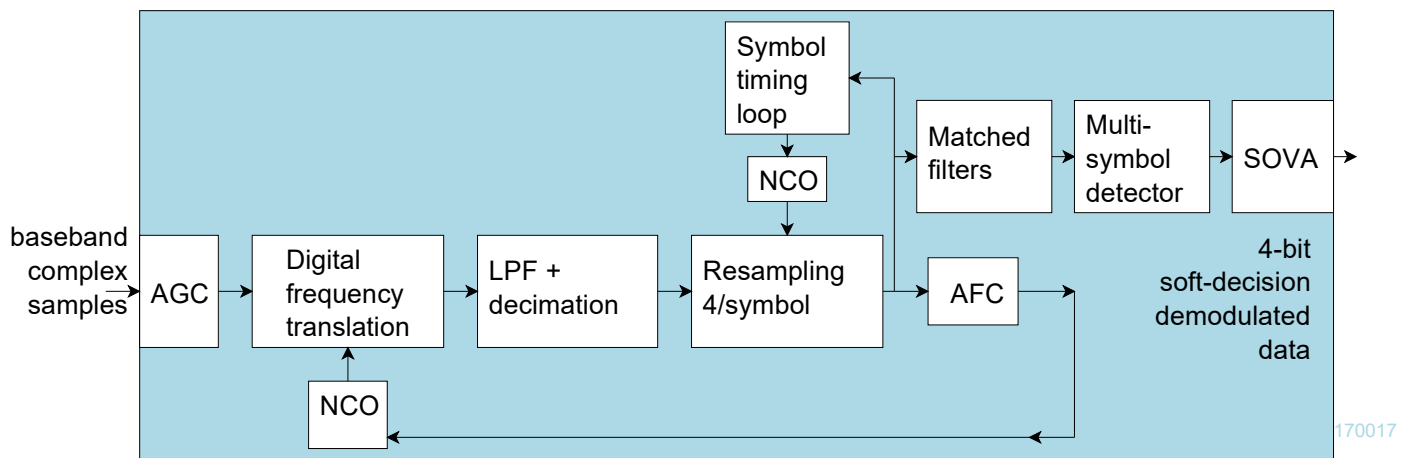 Symbol
timing
loop
Matched
filters
Multi-
symbol
detector
SOVA
NCO
baseband
complex
samples
AGC
Digital
frequency
translation
LPF +
decimation
Resampling
4/symbol
AFC
4-bit
soft-decision
demodulated
data
NCO
170017